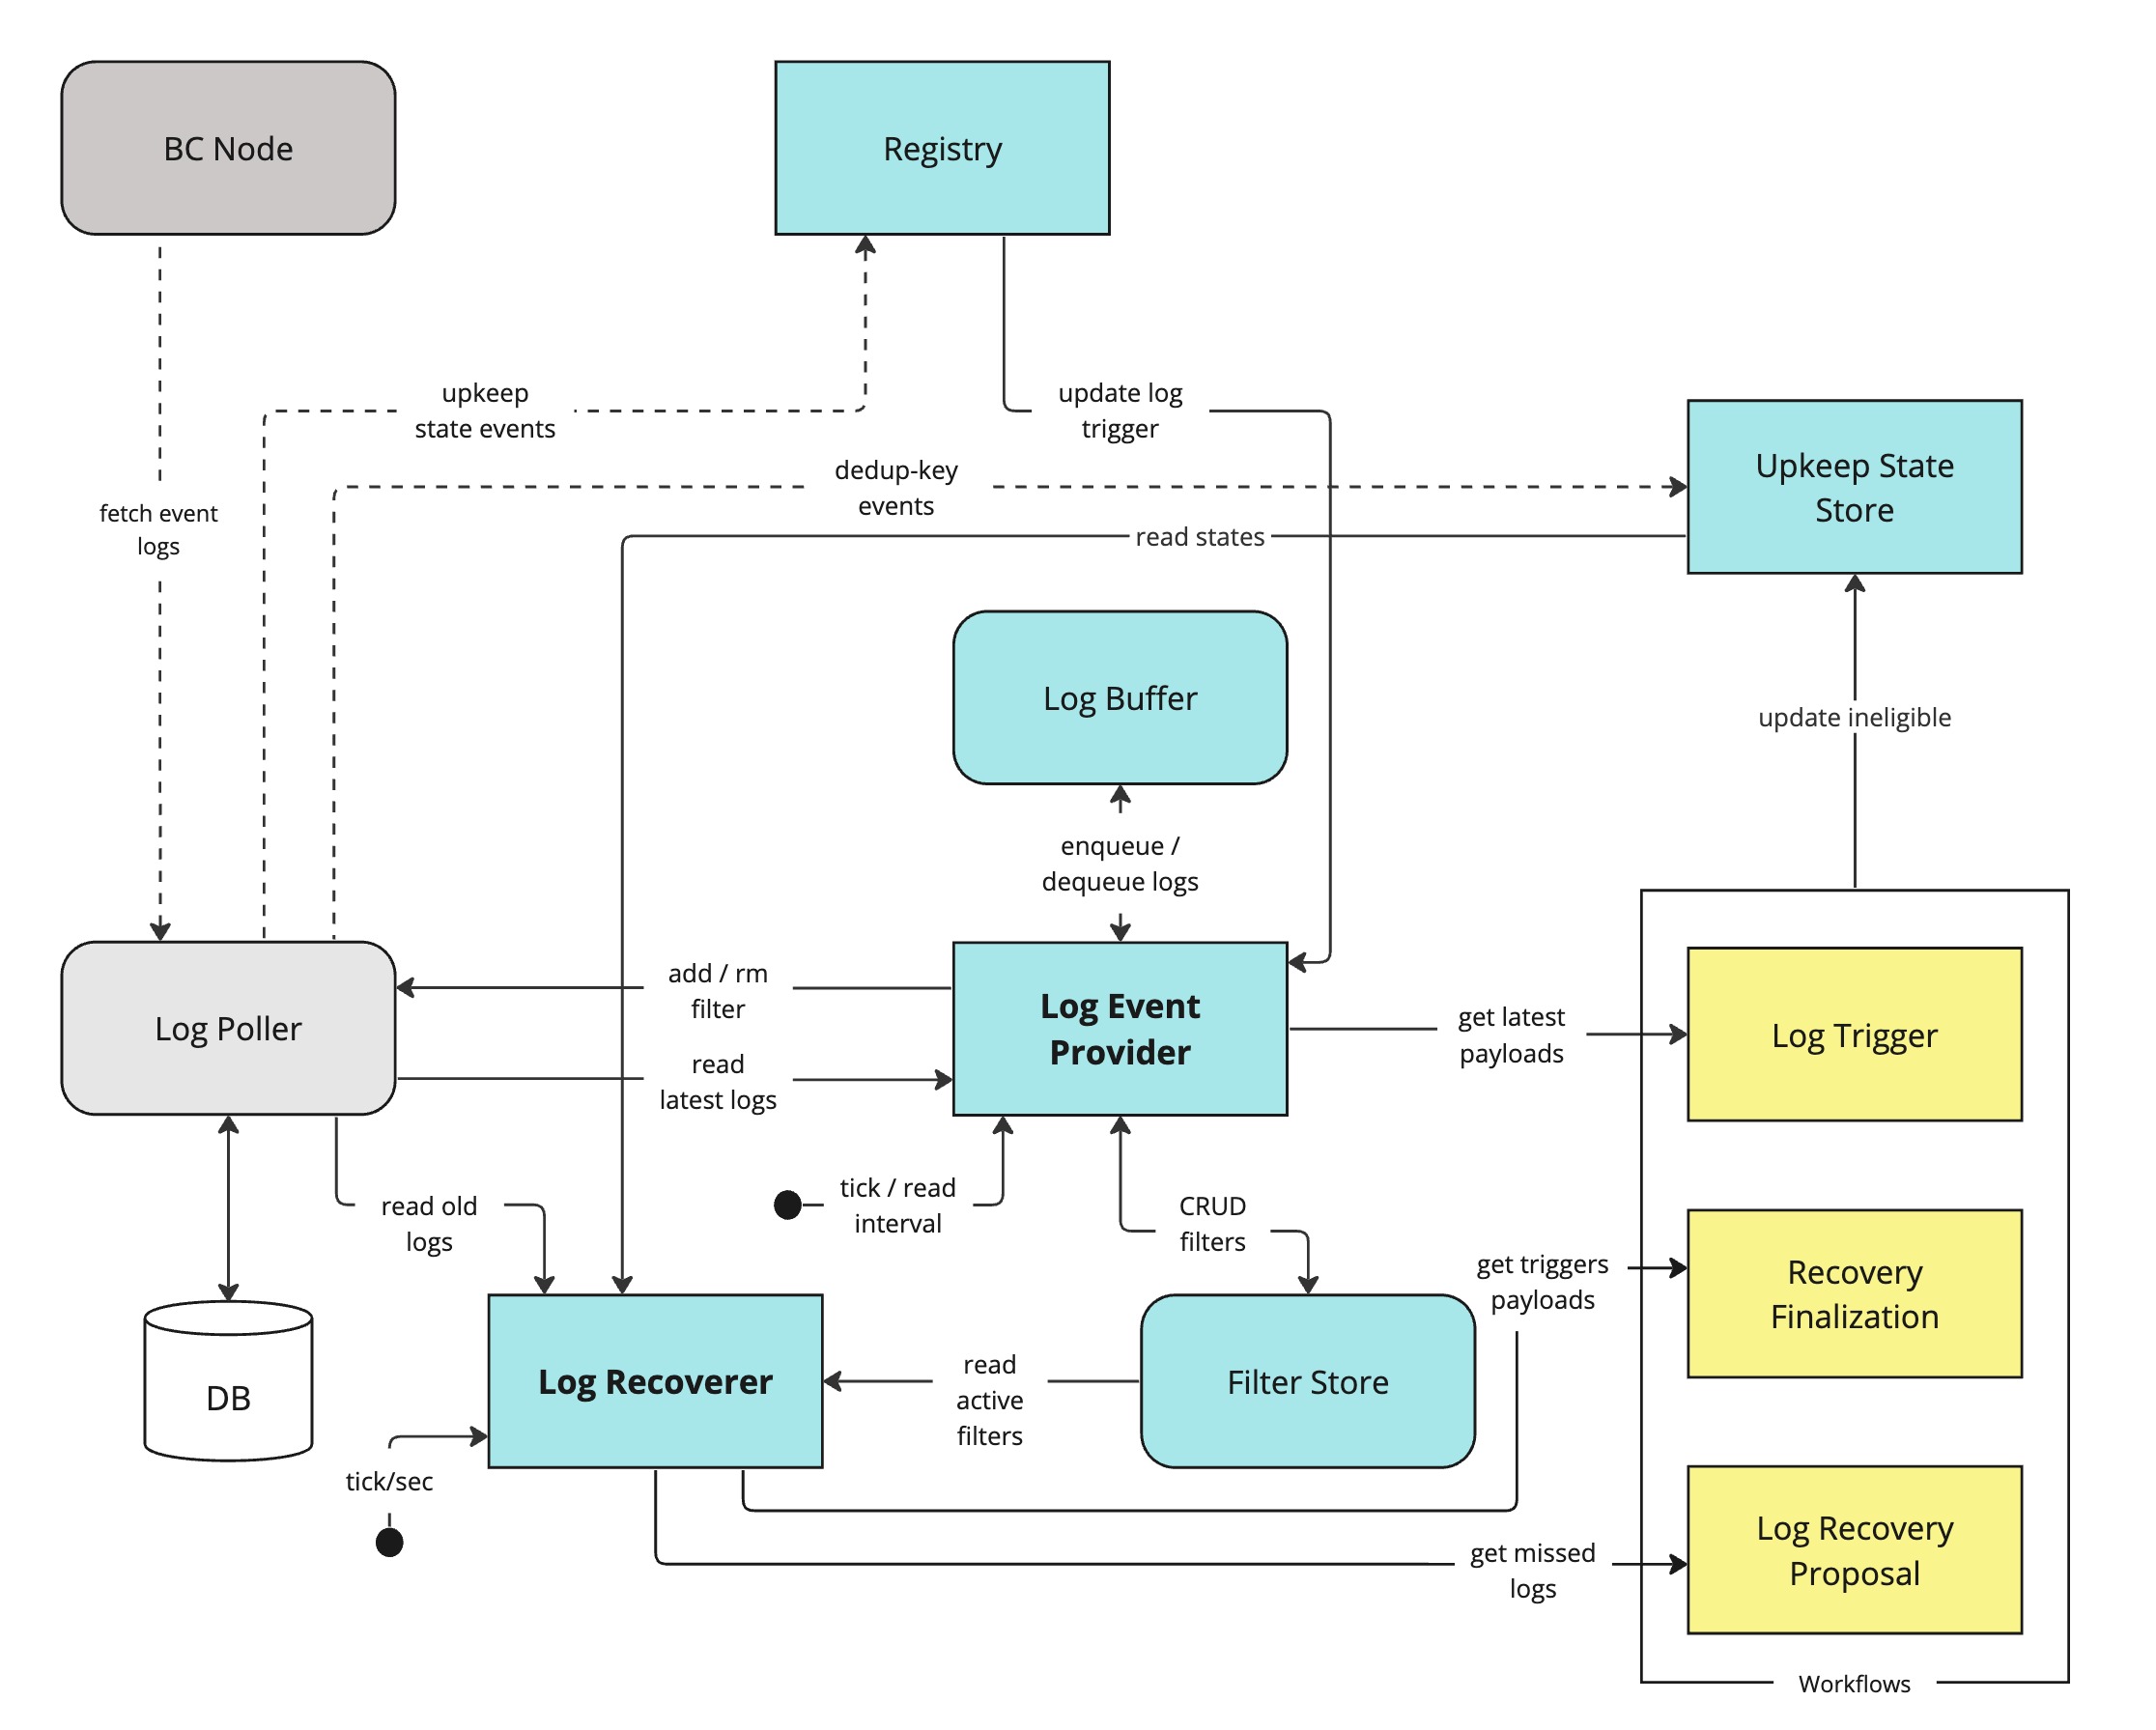 BC Node
Registry
upkeep
state events
update log
trigger
dedup-key
events
Upkeep State
Store
fetch event
logs
read states
Log Buffer
update ineligible
enqueue /
dequeue logs
add / rm
filter
Log Poller
Log Event
Provider
get latest
payloads
Log Trigger
read
latest logs
tick / read
interval
read old
logs
CRUD
filters
get triggers
payloads
Recovery
Finalization
DB
Log Recoverer
read
active
filters
Filter Store
tick/sec
get missed
logs
Log Recovery
Proposal
Workflows